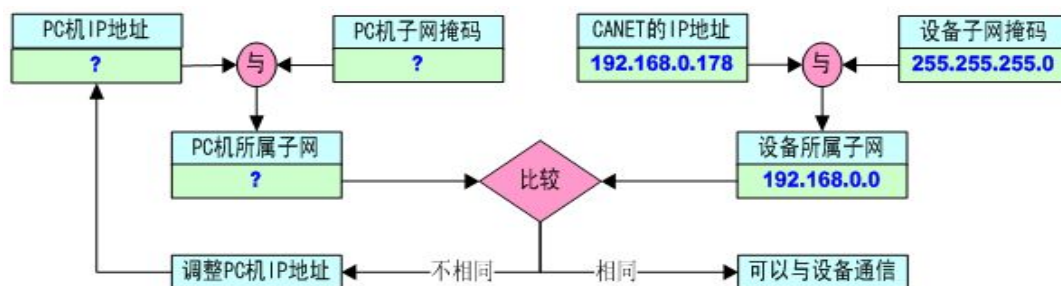 PC机IP地址
?
与
PC机子网掩码
?
CANET的IP地址
192.168.0.178
与
设备子网掩码
255.255.255.0
PC机所属子网
?
比较
设备所属子网
192.168.0.0
调整PC机IP地址
不相同
相同
可以与设备通信